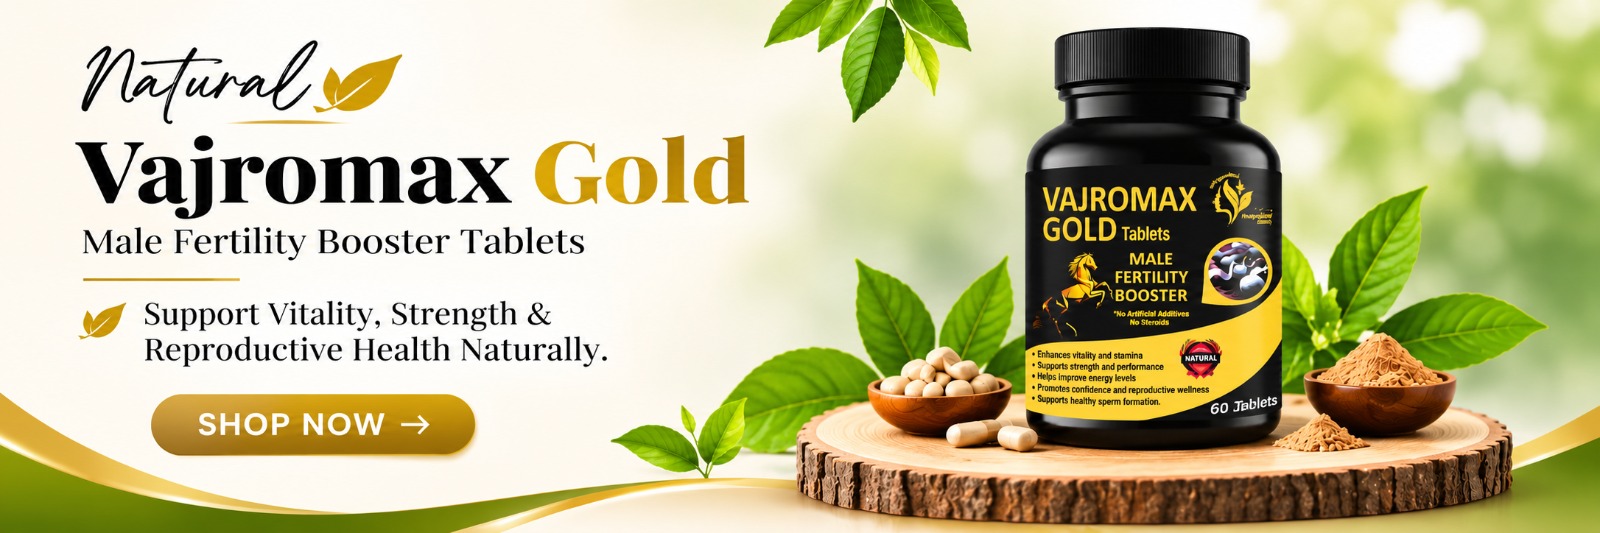 Natural
Vajromax Gold
Male Fertility Booster Tablets
Support Vitality, Strength &
Reproductive Health Naturally.
SHOP NOW →
VAJROMAX
GOLD Tablets
MALE
FERTILITY
BOOSTER
*No Artificial Additives
No Steroids
NATURAL
• Enhances vitality and stamina
• Supports strength and performance
• Helps improve energy levels
• Promotes confidence and reproductive wellness
• Supports healthy sperm formation.
60 Tablets